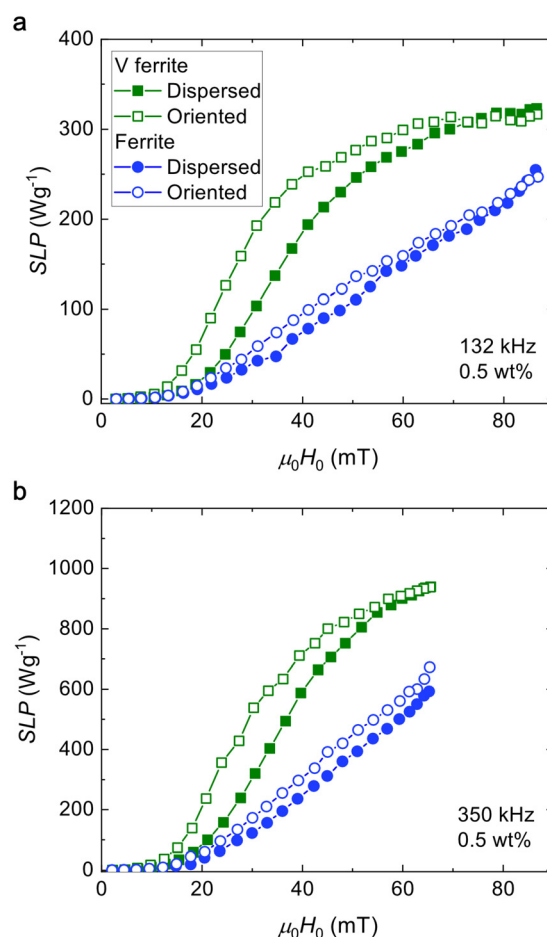 a
400
300
200
100
0
SLP (Wg⁻¹)
V ferrite
Dispersed
Oriented
Ferrite
Dispersed
Oriented
132 kHz
0.5 wt%
0 20 40 60 80
μ₀H₀ (mT)
b
1200
1000
800
600
400
200
0
SLP (Wg⁻¹)
350 kHz
0.5 wt%
0 20 40 60 80
μ₀H₀ (mT)